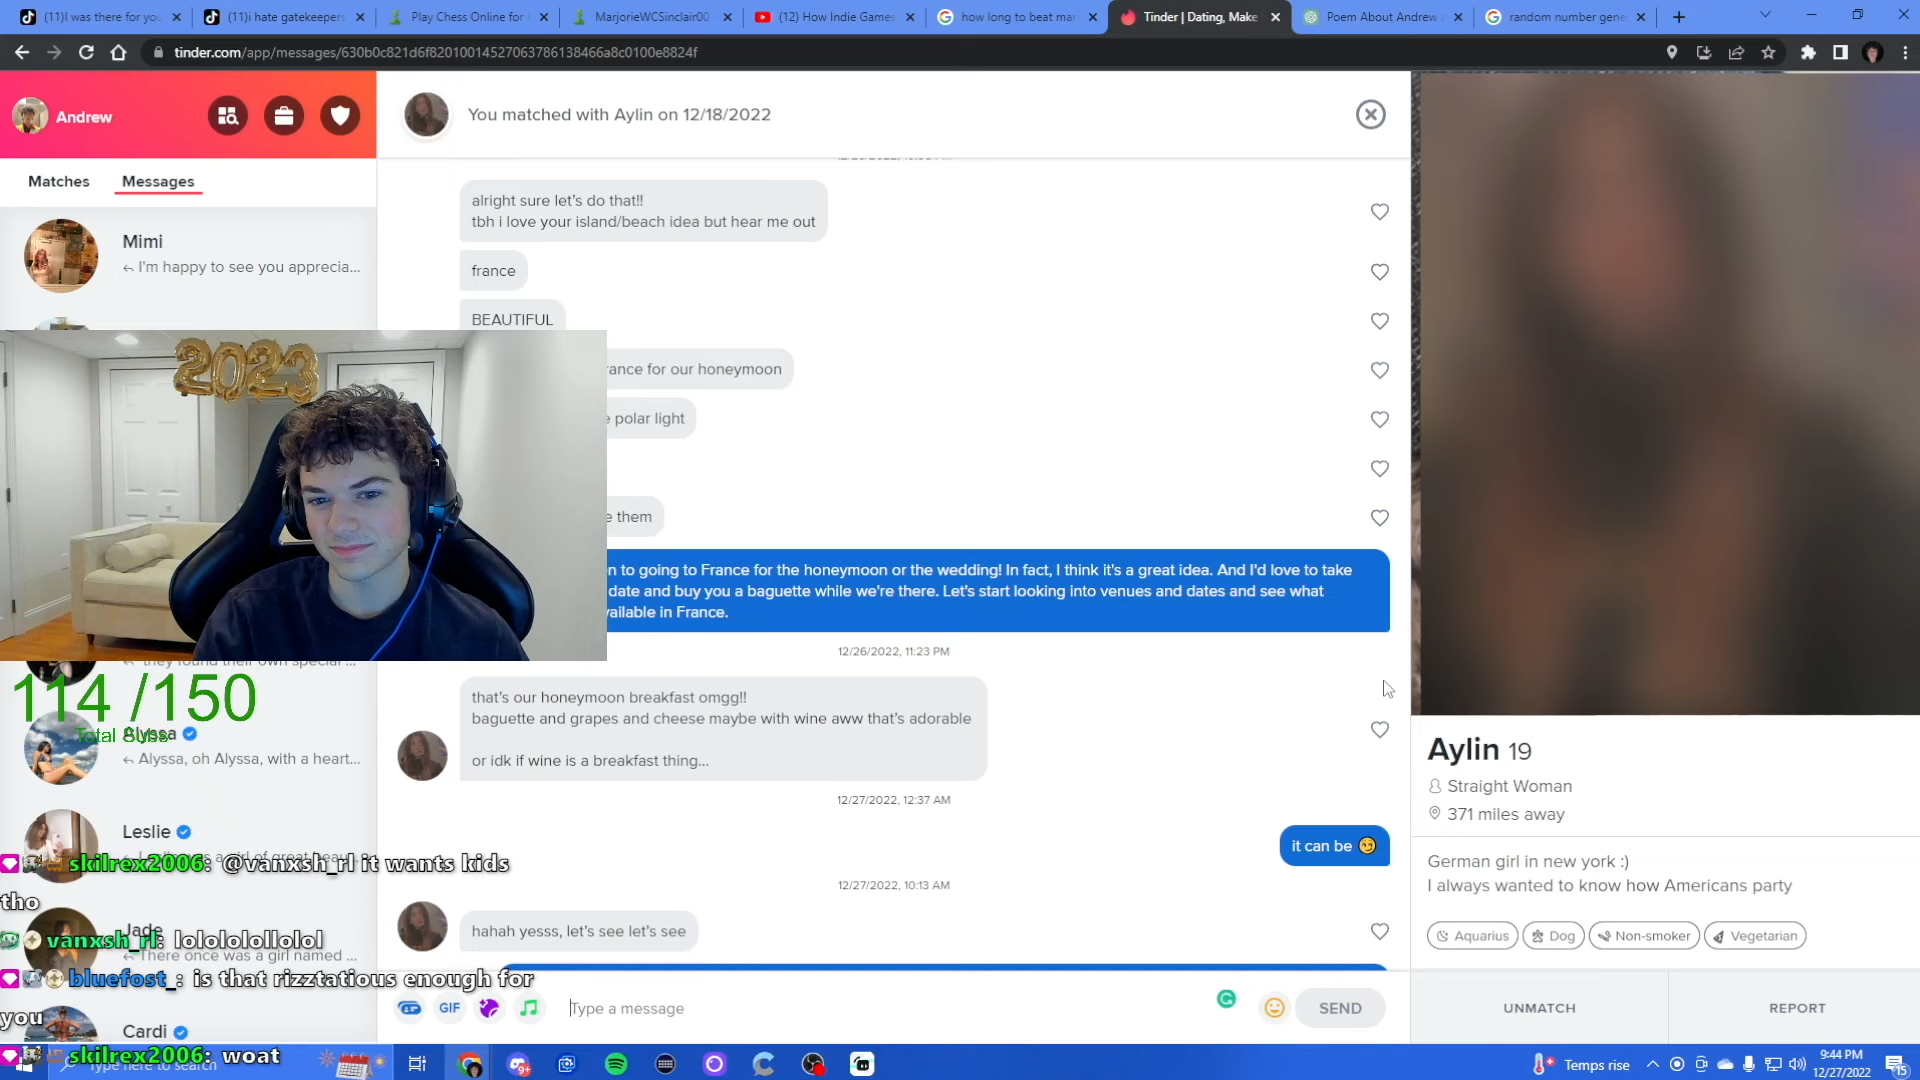 (11)I was there for you
(11)i hate gatekeepers
Play Chess Online for
MarjorieWCSinclair00
(12) How Indie Games
how long to beat mar
Tinder | Dating, Make
Poem About Andrew
random number gene
tinder.com/app/messages/630b0c821d6f82010014527063786138466a8c0100e8824f
Andrew
You matched with Aylin on 12/18/2022
Matches
Messages
Mimi
I'm happy to see you apprecia...
alright sure let's do that!!
tbh i love your island/beach idea but hear me out
france
BEAUTIFUL
rance for our honeymoon
e polar light
e them
2023
n to going to France for the honeymoon or the wedding! In fact, I think it's a great idea. And I'd love to take
date and buy you a baguette while we're there. Let's start looking into venues and dates and see what
vailable in France.
12/26/2022, 11:23 PM
that's our honeymoon breakfast omgg!!
baguette and grapes and cheese maybe with wine aww that's adorable
or idk if wine is a breakfast thing...
12/27/2022, 12:37 AM
it can be
12/27/2022, 10:13 AM
hahah yesss, let's see let's see
they found their own special ...
114 /150
Total Subs
Alyssa
Alyssa, oh Alyssa, with a heart...
Leslie
skilrex2006: @vanxsh_rl it wants kids
tho
Jade
vanxsh_rl: lolololollolol
There once was a girl named ...
bluefost_: is that rizztatious enough for
you
Cardi
skilrex2006: woat
GIF
Type a message
SEND
Aylin 19
Straight Woman
371 miles away
German girl in new york :)
I always wanted to know how Americans party
Aquarius
Dog
Non-smoker
Vegetarian
UNMATCH
REPORT
Type here to search
9+
Temps rise
9:44 PM
12/27/2022
15